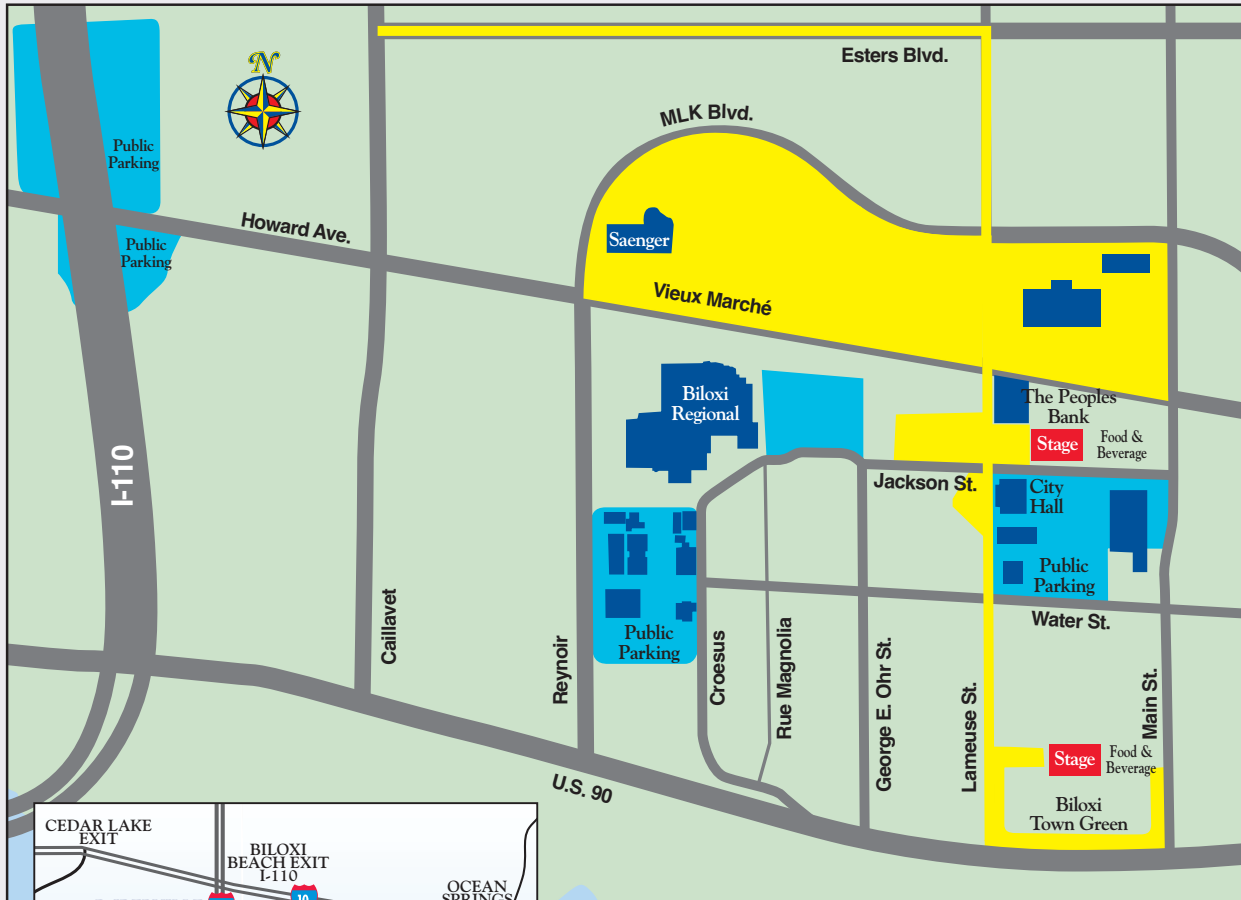 N
Esters Blvd.
MLK Blvd.
Public
Parking
Howard Ave.
Public
Parking
Saenger
Vieux Marché
Biloxi
Regional
The Peoples
Bank
Stage
Food &
Beverage
I-110
Jackson St.
City
Hall
Public
Parking
Water St.
Public
Parking
Caillavet
Reynoir
Croesus
Rue Magnolia
George E. Ohr St.
Lameuse St.
Main St.
Stage
Food &
Beverage
U.S. 90
Biloxi
Town Green
CEDAR LAKE
EXIT
BILOXI
BEACH EXIT
I-110
OCEAN
SPRINGS
10